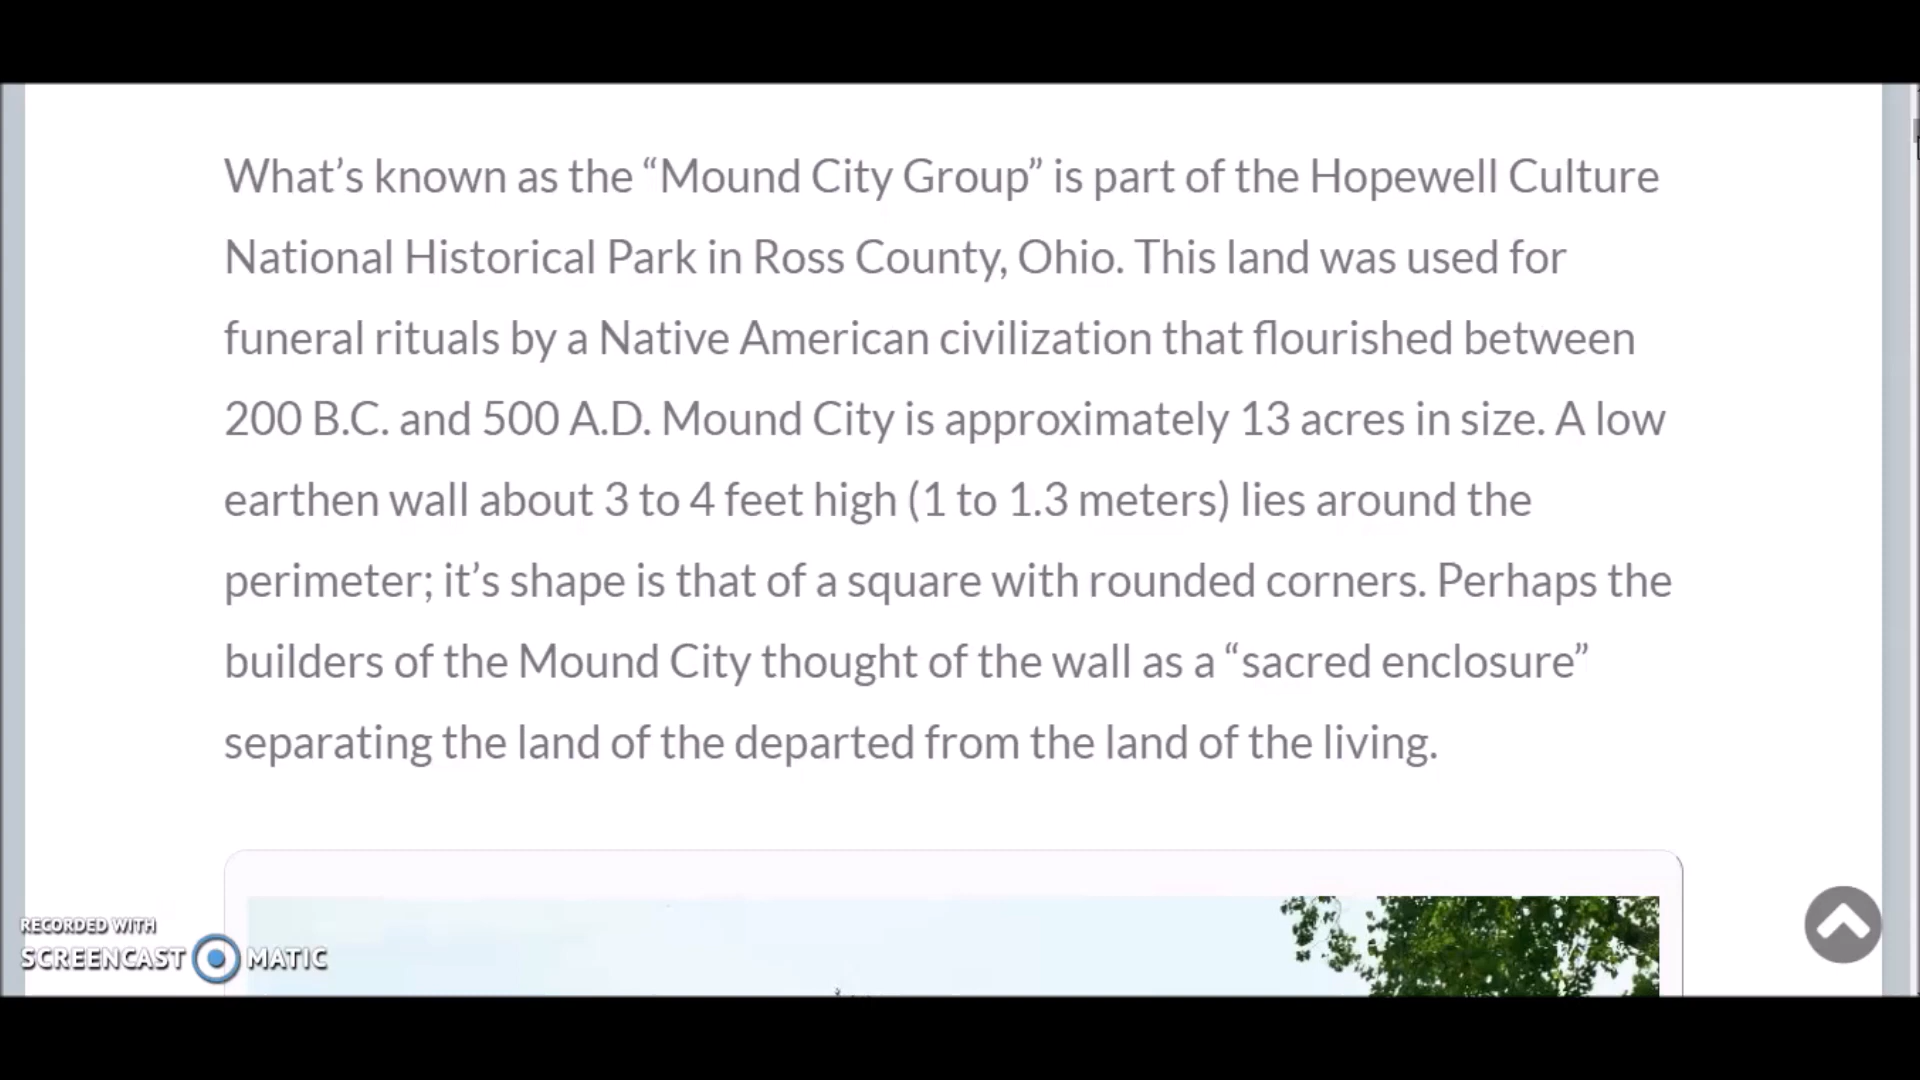 What’s known as the “Mound City Group” is part of the Hopewell Culture
National Historical Park in Ross County, Ohio. This land was used for
funeral rituals by a Native American civilization that flourished between
200 B.C. and 500 A.D. Mound City is approximately 13 acres in size. A low
earthen wall about 3 to 4 feet high (1 to 1.3 meters) lies around the
perimeter; it’s shape is that of a square with rounded corners. Perhaps the
builders of the Mound City thought of the wall as a “sacred enclosure”
separating the land of the departed from the land of the living.
RECORDED WITH
SCREENCAST MATIC